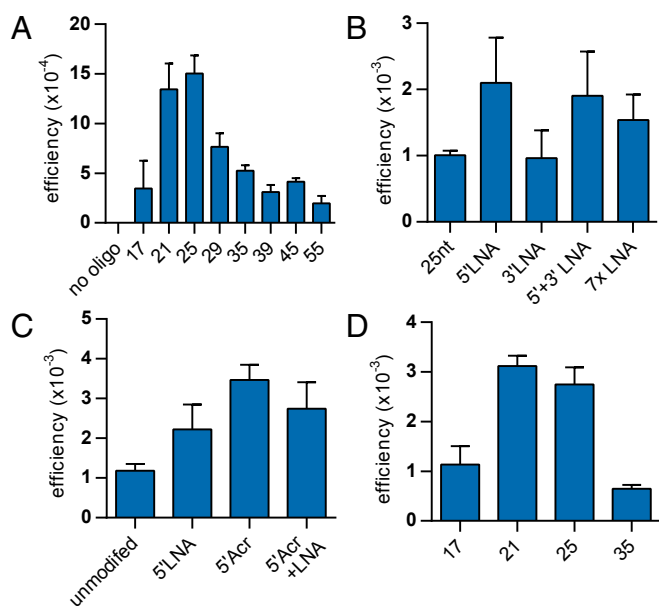 A
efficiency (x10⁻⁴)
20
15
10
5
0
no oligo
17
21
25
29
35
39
45
55
B
efficiency (x10⁻³)
3
2
1
0
25nt
5'LNA
3'LNA
5'+3' LNA
7x LNA
C
efficiency (x10⁻³)
5
4
3
2
1
0
unmodifed
5'LNA
5'Acr
5'Acr
+LNA
D
efficiency (x10⁻³)
4
3
2
1
0
17
21
25
35